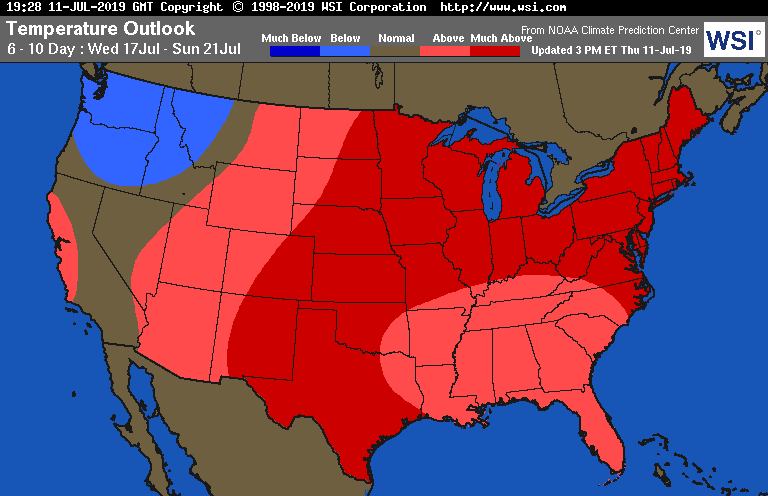 19:28 11-JUL-2019 GMT Copyright © 1998-2019 WSI Corporation http://www.wsi.com
Temperature Outlook
6 - 10 Day : Wed 17Jul - Sun 21Jul
Much Below Below Normal Above Much Above
From NOAA Climate Prediction Center
Updated 3 PM ET Thu 11-Jul-19
WSI